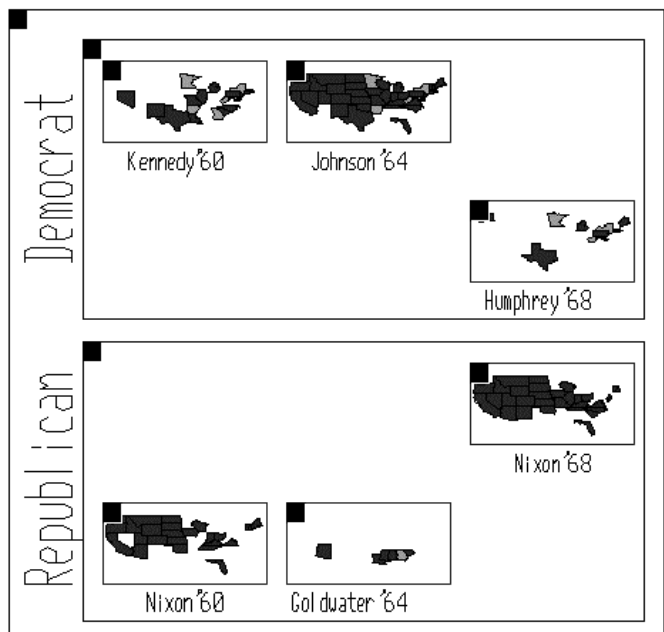 Democrat
Kennedy '60
Johnson '64
Humphrey '68
Republican
Nixon '68
Nixon '60
Goldwater '64